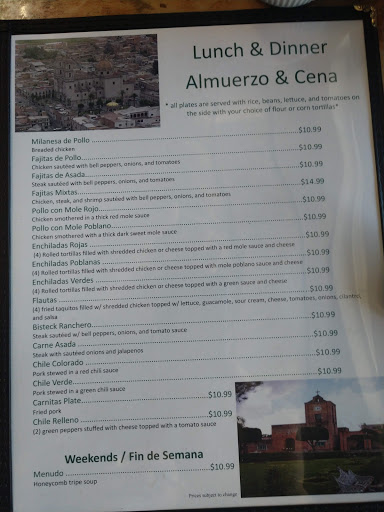 Lunch & Dinner
Almuerzo & Cena
* all plates are served with rice, beans, lettuce, and tomatoes on
the side with your choice of flour or corn tortillas*
Milanesa de Pollo ........ $10.99
Breaded chicken
Fajitas de Pollo ........ $10.99
Chicken sautéed with bell peppers, onions, and tomatoes
Fajitas de Asada ........ $10.99
Steak sautéed with bell peppers, onions, and tomatoes
Fajitas Mixtas ........ $14.99
Chicken, steak, and shrimp sautéed with bell peppers, onions, and tomatoes
Pollo con Mole Rojo ........ $10.99
Chicken smothered in a thick red mole sauce
Pollo con Mole Poblano ........ $10.99
Chicken smothered with a thick dark sweet mole sauce
Enchiladas Rojas ........ $10.99
(4) Rolled tortillas filled with shredded chicken or cheese topped with a red mole sauce and cheese
Enchiladas Poblanas ........ $10.99
(4) Rolled tortillas filled with shredded chicken or cheese topped with mole poblano sauce and cheese
Enchiladas Verdes ........ $10.99
(4) Rolled tortillas filled with shredded chicken or cheese topped with a green sauce and cheese
Flautas ........ $10.99
(4) fried taquitos filled w/ shredded chicken topped w/ lettuce, guacamole, sour cream, cheese, tomatoes, onions, cilantro,
and salsa
Bisteck Ranchero ........ $10.99
Steak sautéed w/ bell peppers, onions, and tomato sauce
Carne Asada ........ $10.99
Steak with sautéed onions and jalapenos
Chile Colorado ........ $10.99
Pork stewed in a red chili sauce
Chile Verde ........ $10.99
Pork stewed in a green chili sauce
Carnitas Plate ........ $10.99
Fried pork
Chile Relleno ........ $10.99
(2) green peppers stuffed with cheese topped with a tomato sauce
Weekends / Fin de Semana
Menudo ........ $10.99
Honeycomb tripe soup
Prices subject to change